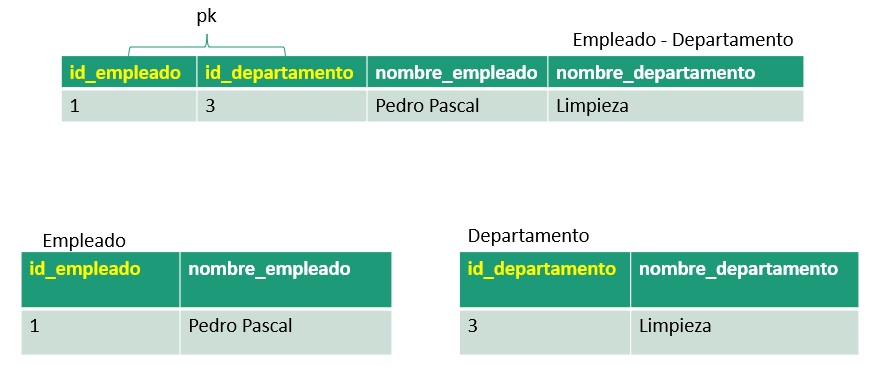 pk
Empleado - Departamento
id_empleado id_departamento nombre_empleado nombre_departamento
1 3 Pedro Pascal Limpieza
Empleado
id_empleado nombre_empleado
1 Pedro Pascal
Departamento
id_departamento nombre_departamento
3 Limpieza